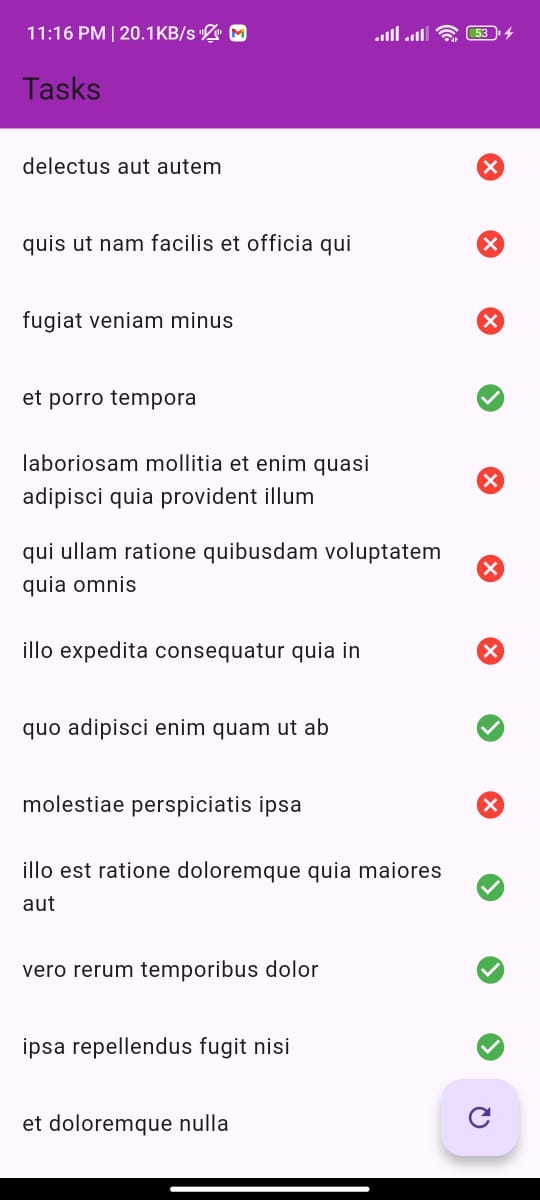 11:16 PM | 20.1KB/s
53
Tasks
delectus aut autem
quis ut nam facilis et officia qui
fugiat veniam minus
et porro tempora
laboriosam mollitia et enim quasi
adipisci quia provident illum
qui ullam ratione quibusdam voluptatem
quia omnis
illo expedita consequatur quia in
quo adipisci enim quam ut ab
molestiae perspiciatis ipsa
illo est ratione doloremque quia maiores
aut
vero rerum temporibus dolor
ipsa repellendus fugit nisi
et doloremque nulla